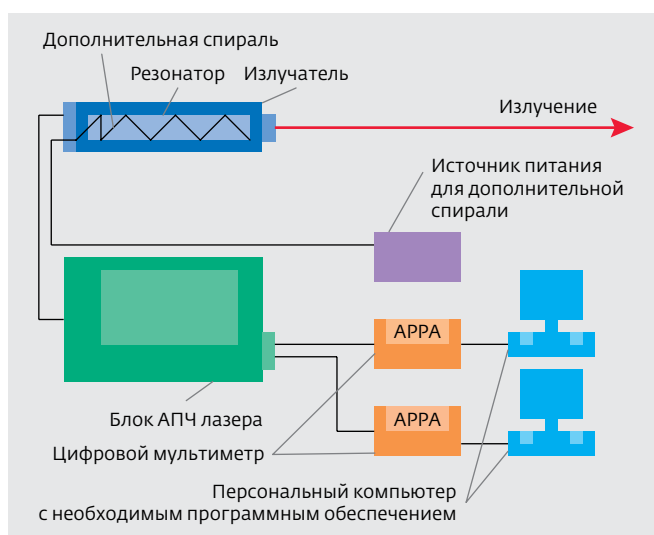 Дополнительная спираль
Резонатор Излучатель
Излучение
Источник питания
для дополнительной
спирали
APPA
APPA
Блок АПЧ лазера
Цифровой мультиметр
Персональный компьютер
с необходимым программным обеспечением